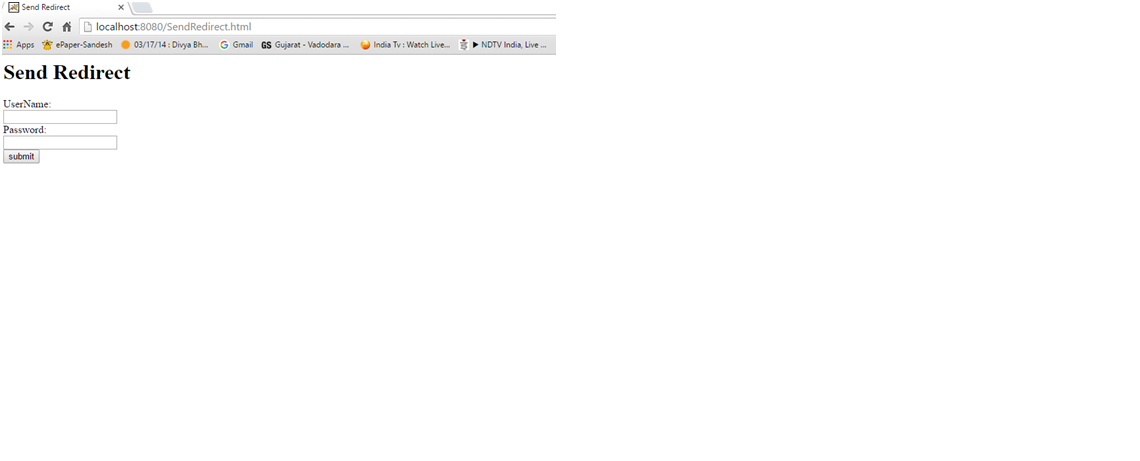 Send Redirect
localhost:8080/SendRedirect.html
Apps ePaper-Sandesh 03/17/14 : Divya Bh... Gmail GS Gujarat - Vadodara ... India Tv : Watch Live... ▶ NDTV India, Live ...
Send Redirect
UserName:
Password:
submit